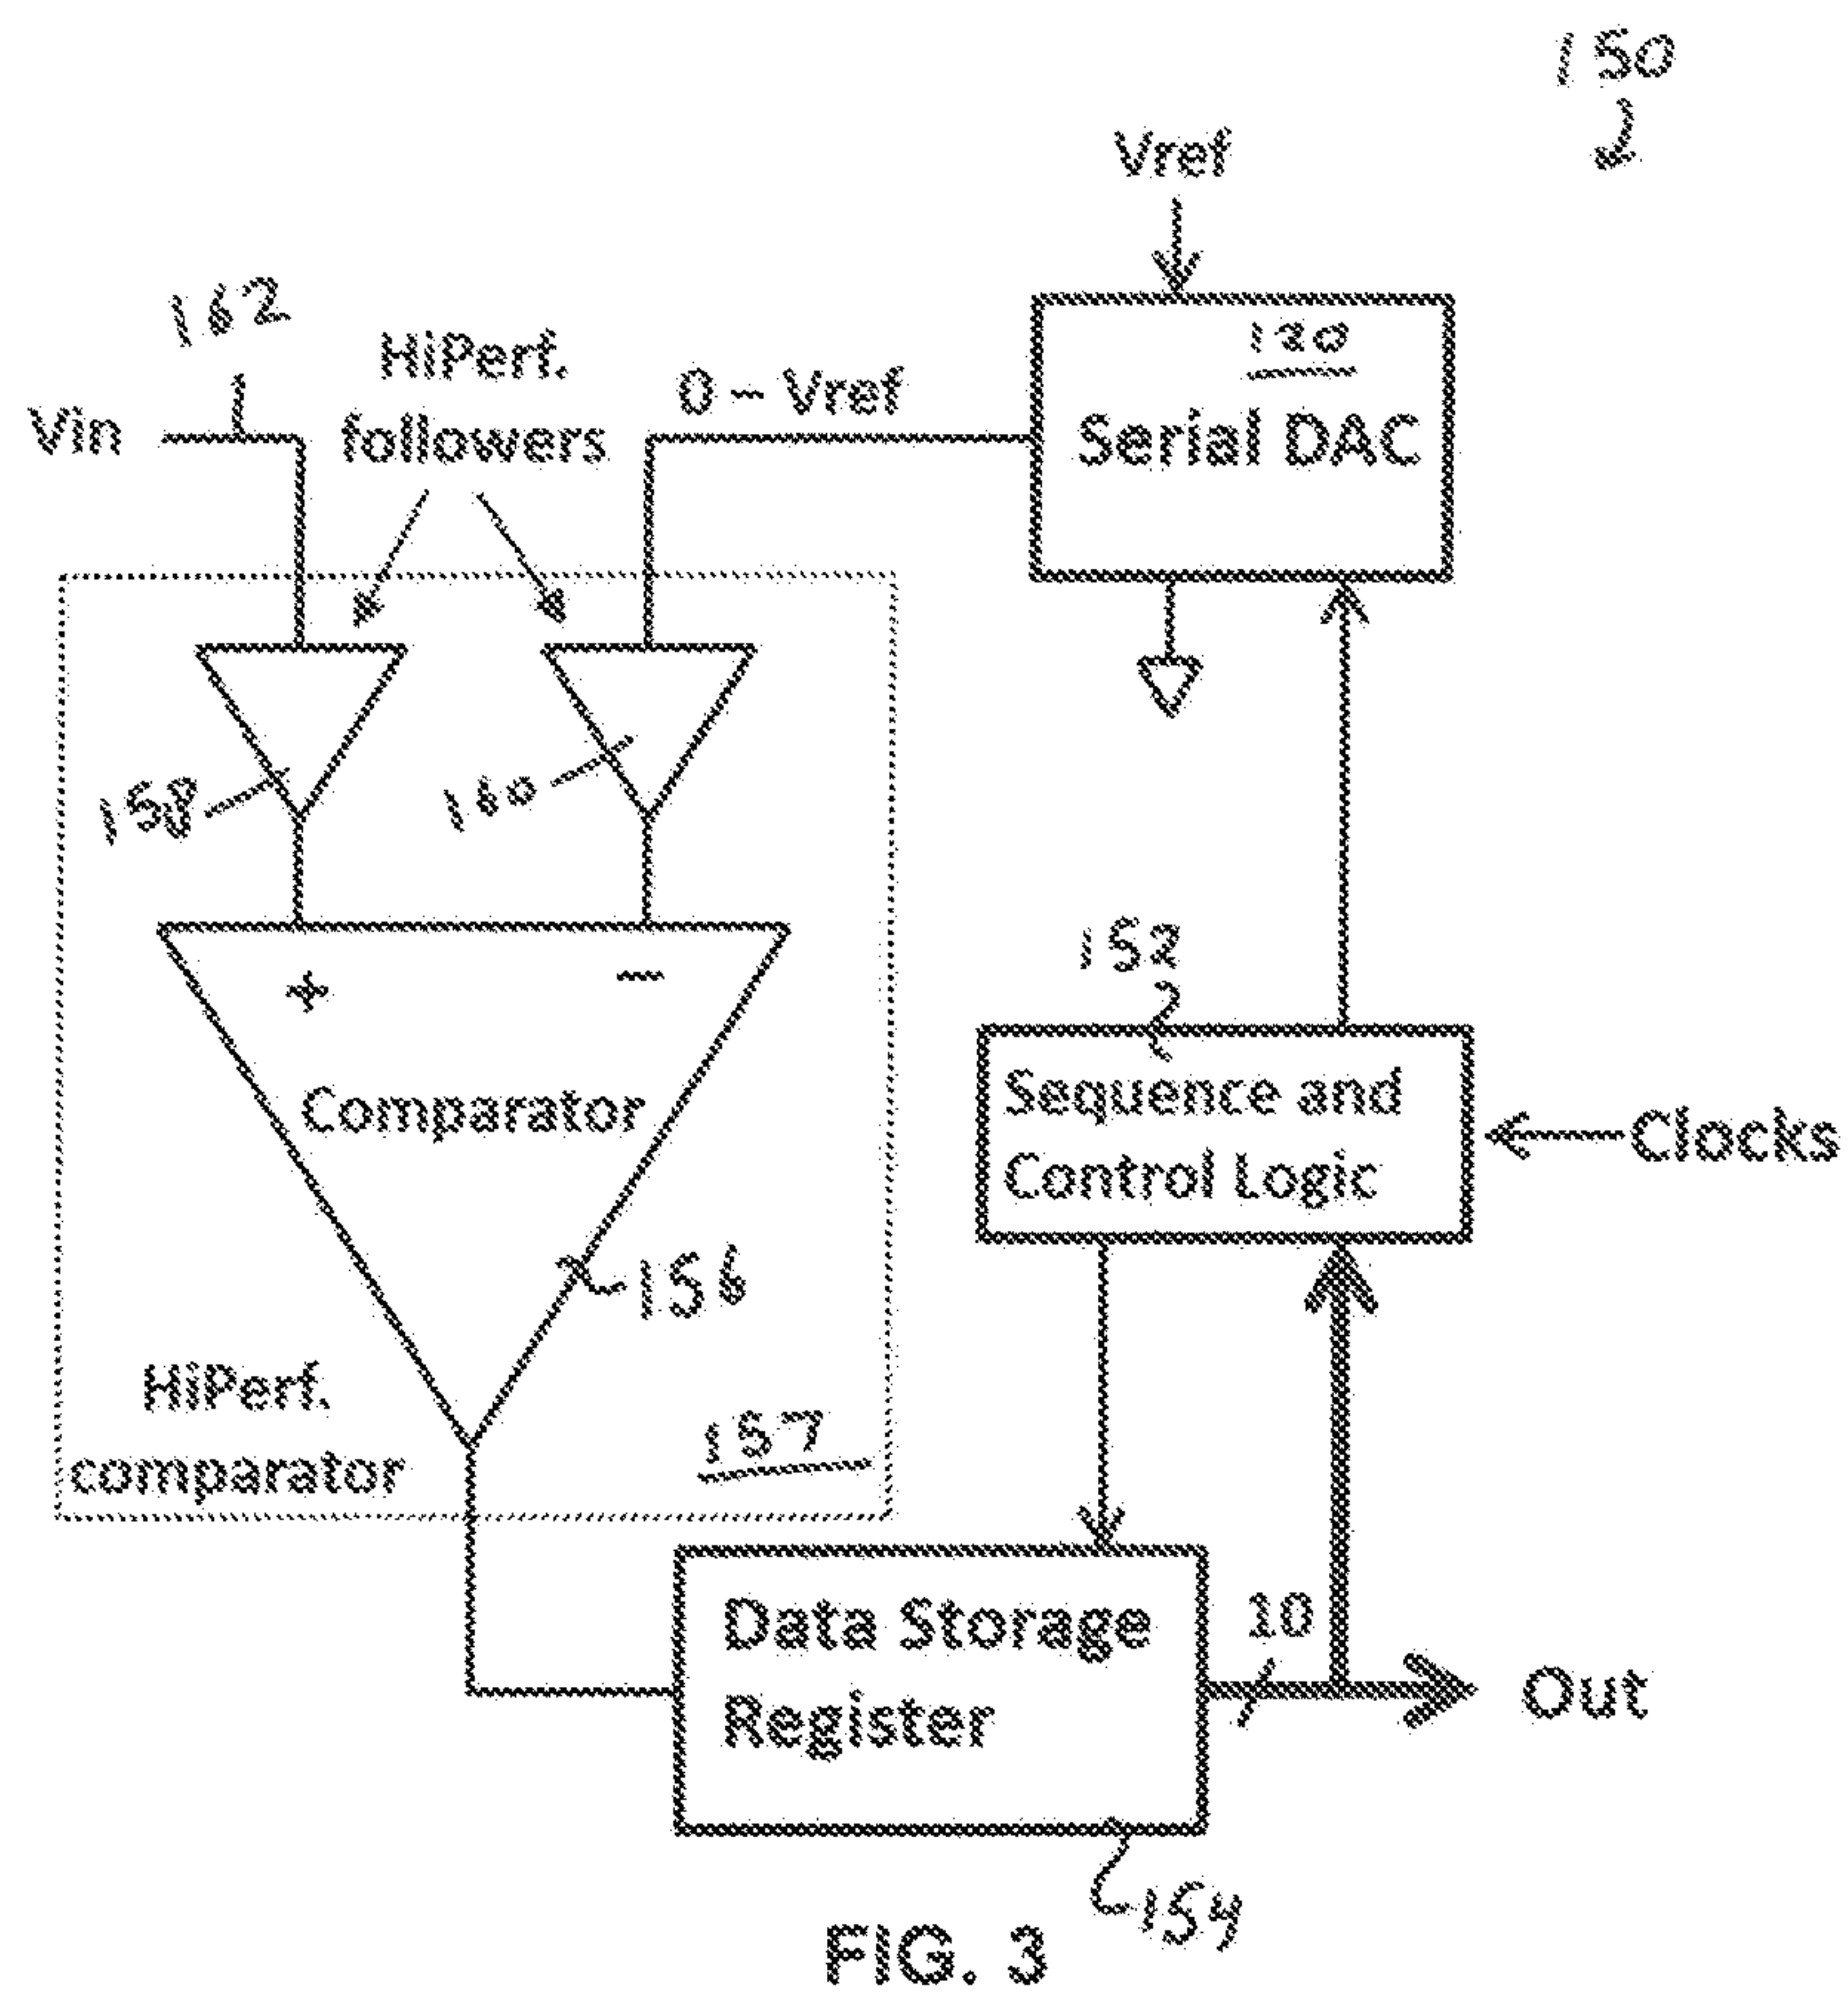 150
Vref
162
HiPerf.
followers
Vin
0 – Vref
120
Serial DAC
158
160
+
−
Comparator
152
Sequence and
Control Logic
Clocks
156
HiPerf.
comparator
157
Data Storage
Register
10
Out
154
FIG. 3